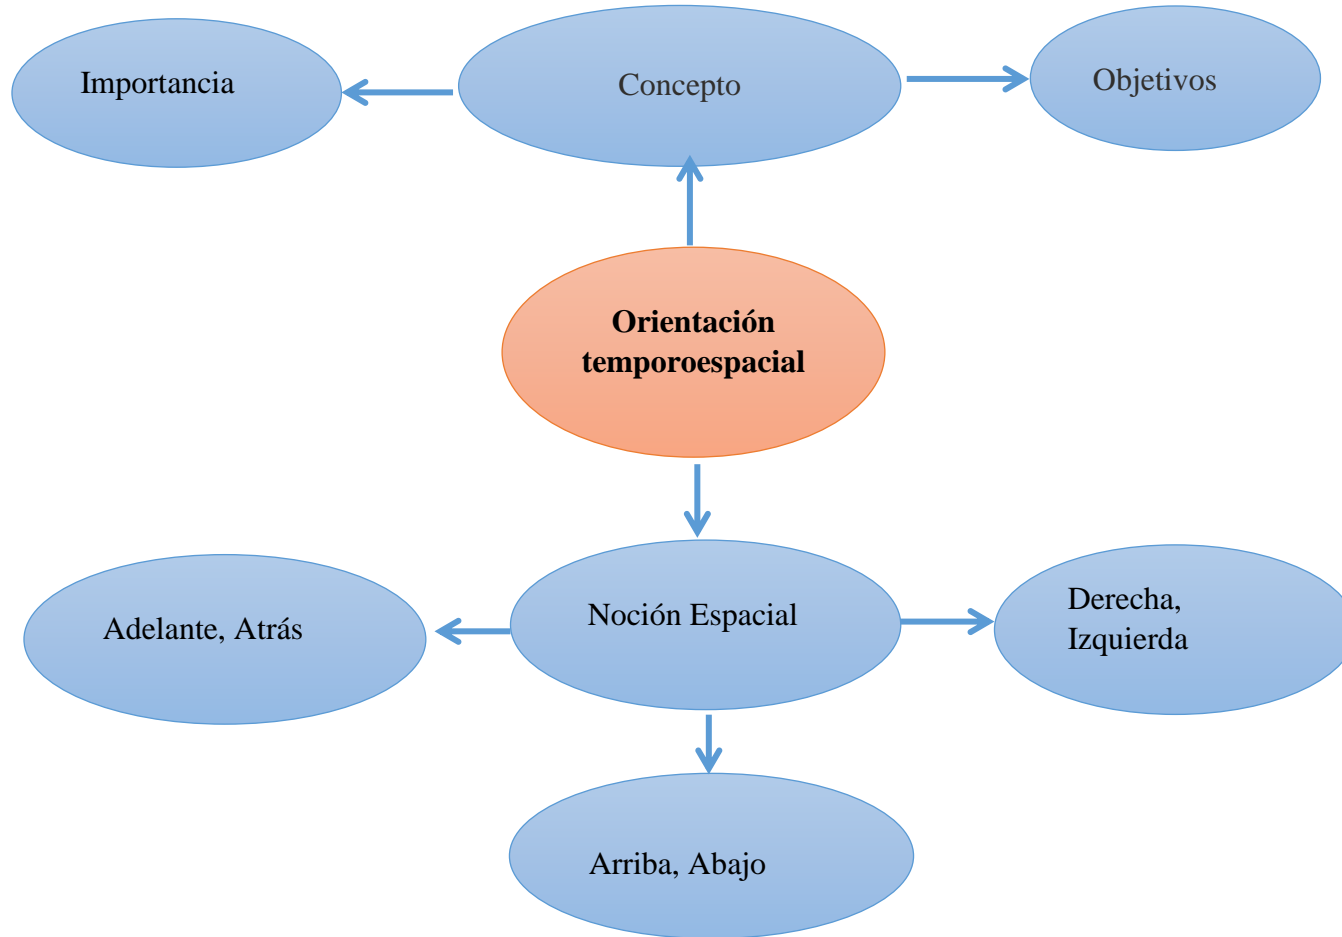 Importancia
Concepto
Objetivos
Orientación
temporoespacial
Adelante, Atrás
Noción Espacial
Derecha,
Izquierda
Arriba, Abajo